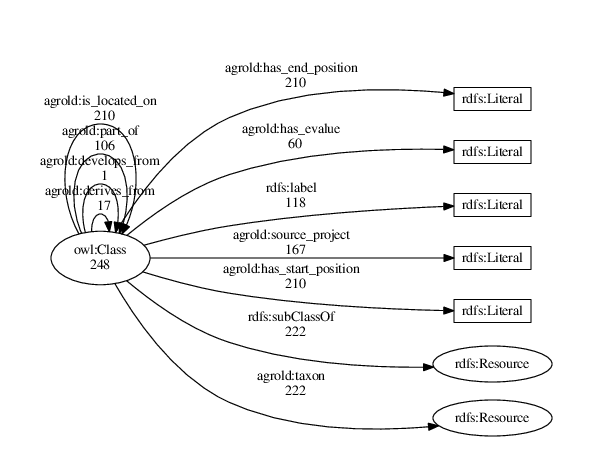 agrold:has_end_position
210
rdfs:Literal
agrold:is_located_on
210
agrold:part_of
106
agrold:develops_from
1
agrold:derives_from
17
agrold:has_evalue
60
rdfs:Literal
rdfs:label
118
rdfs:Literal
owl:Class
248
agrold:source_project
167
rdfs:Literal
agrold:has_start_position
210
rdfs:Literal
rdfs:subClassOf
222
rdfs:Resource
agrold:taxon
222
rdfs:Resource